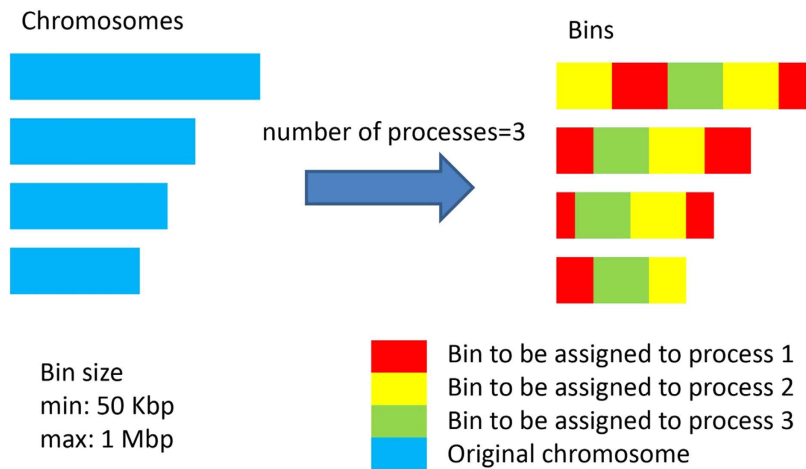 Chromosomes
Bins
number of processes=3
Bin size
min: 50 Kbp
max: 1 Mbp
Bin to be assigned to process 1
Bin to be assigned to process 2
Bin to be assigned to process 3
Original chromosome